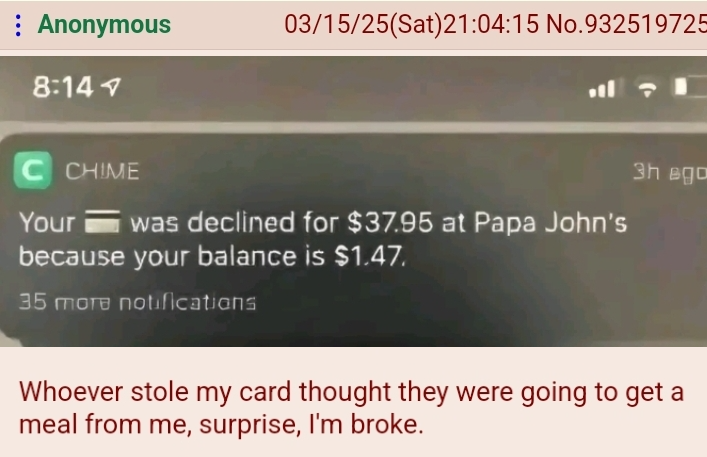 Anonymous 03/15/25(Sat)21:04:15 No.932519725
8:14
C CHIME 3h ago
Your 💳 was declined for $37.95 at Papa John's
because your balance is $1.47.
35 more notifications
Whoever stole my card thought they were going to get a
meal from me, surprise, I'm broke.